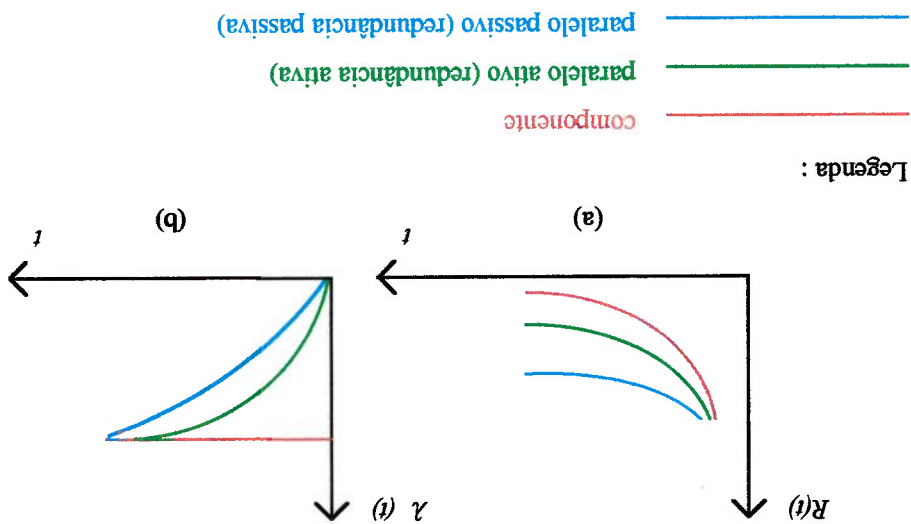 R(t)
λ (t)
t
t
(a)
(b)
Legenda :
componente
paralelo ativo (redundância ativa)
paralelo passivo (redundância passiva)